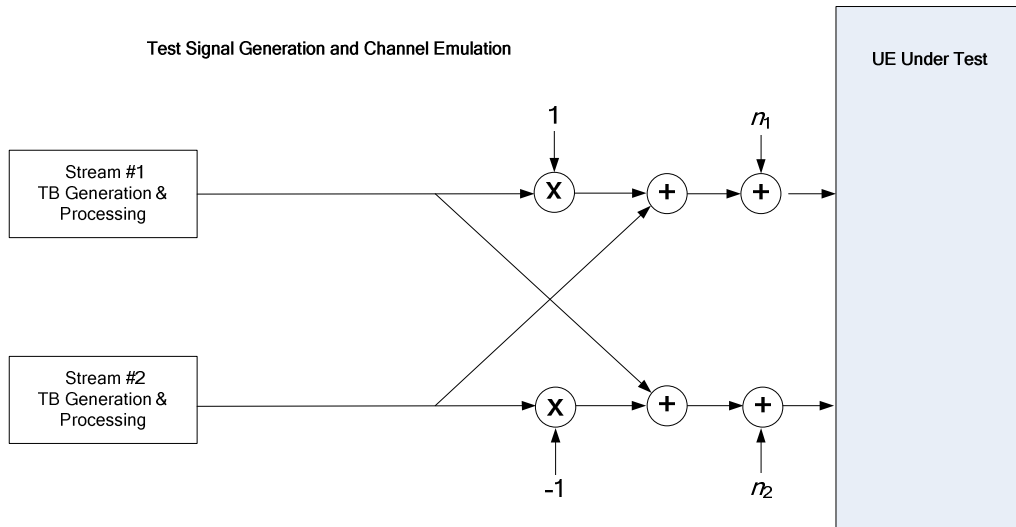 Test Signal Generation and Channel Emulation
UE Under Test
1
n1
Stream #1
TB Generation &
Processing
X
+
+
Stream #2
TB Generation &
Processing
X
+
+
-1
n2